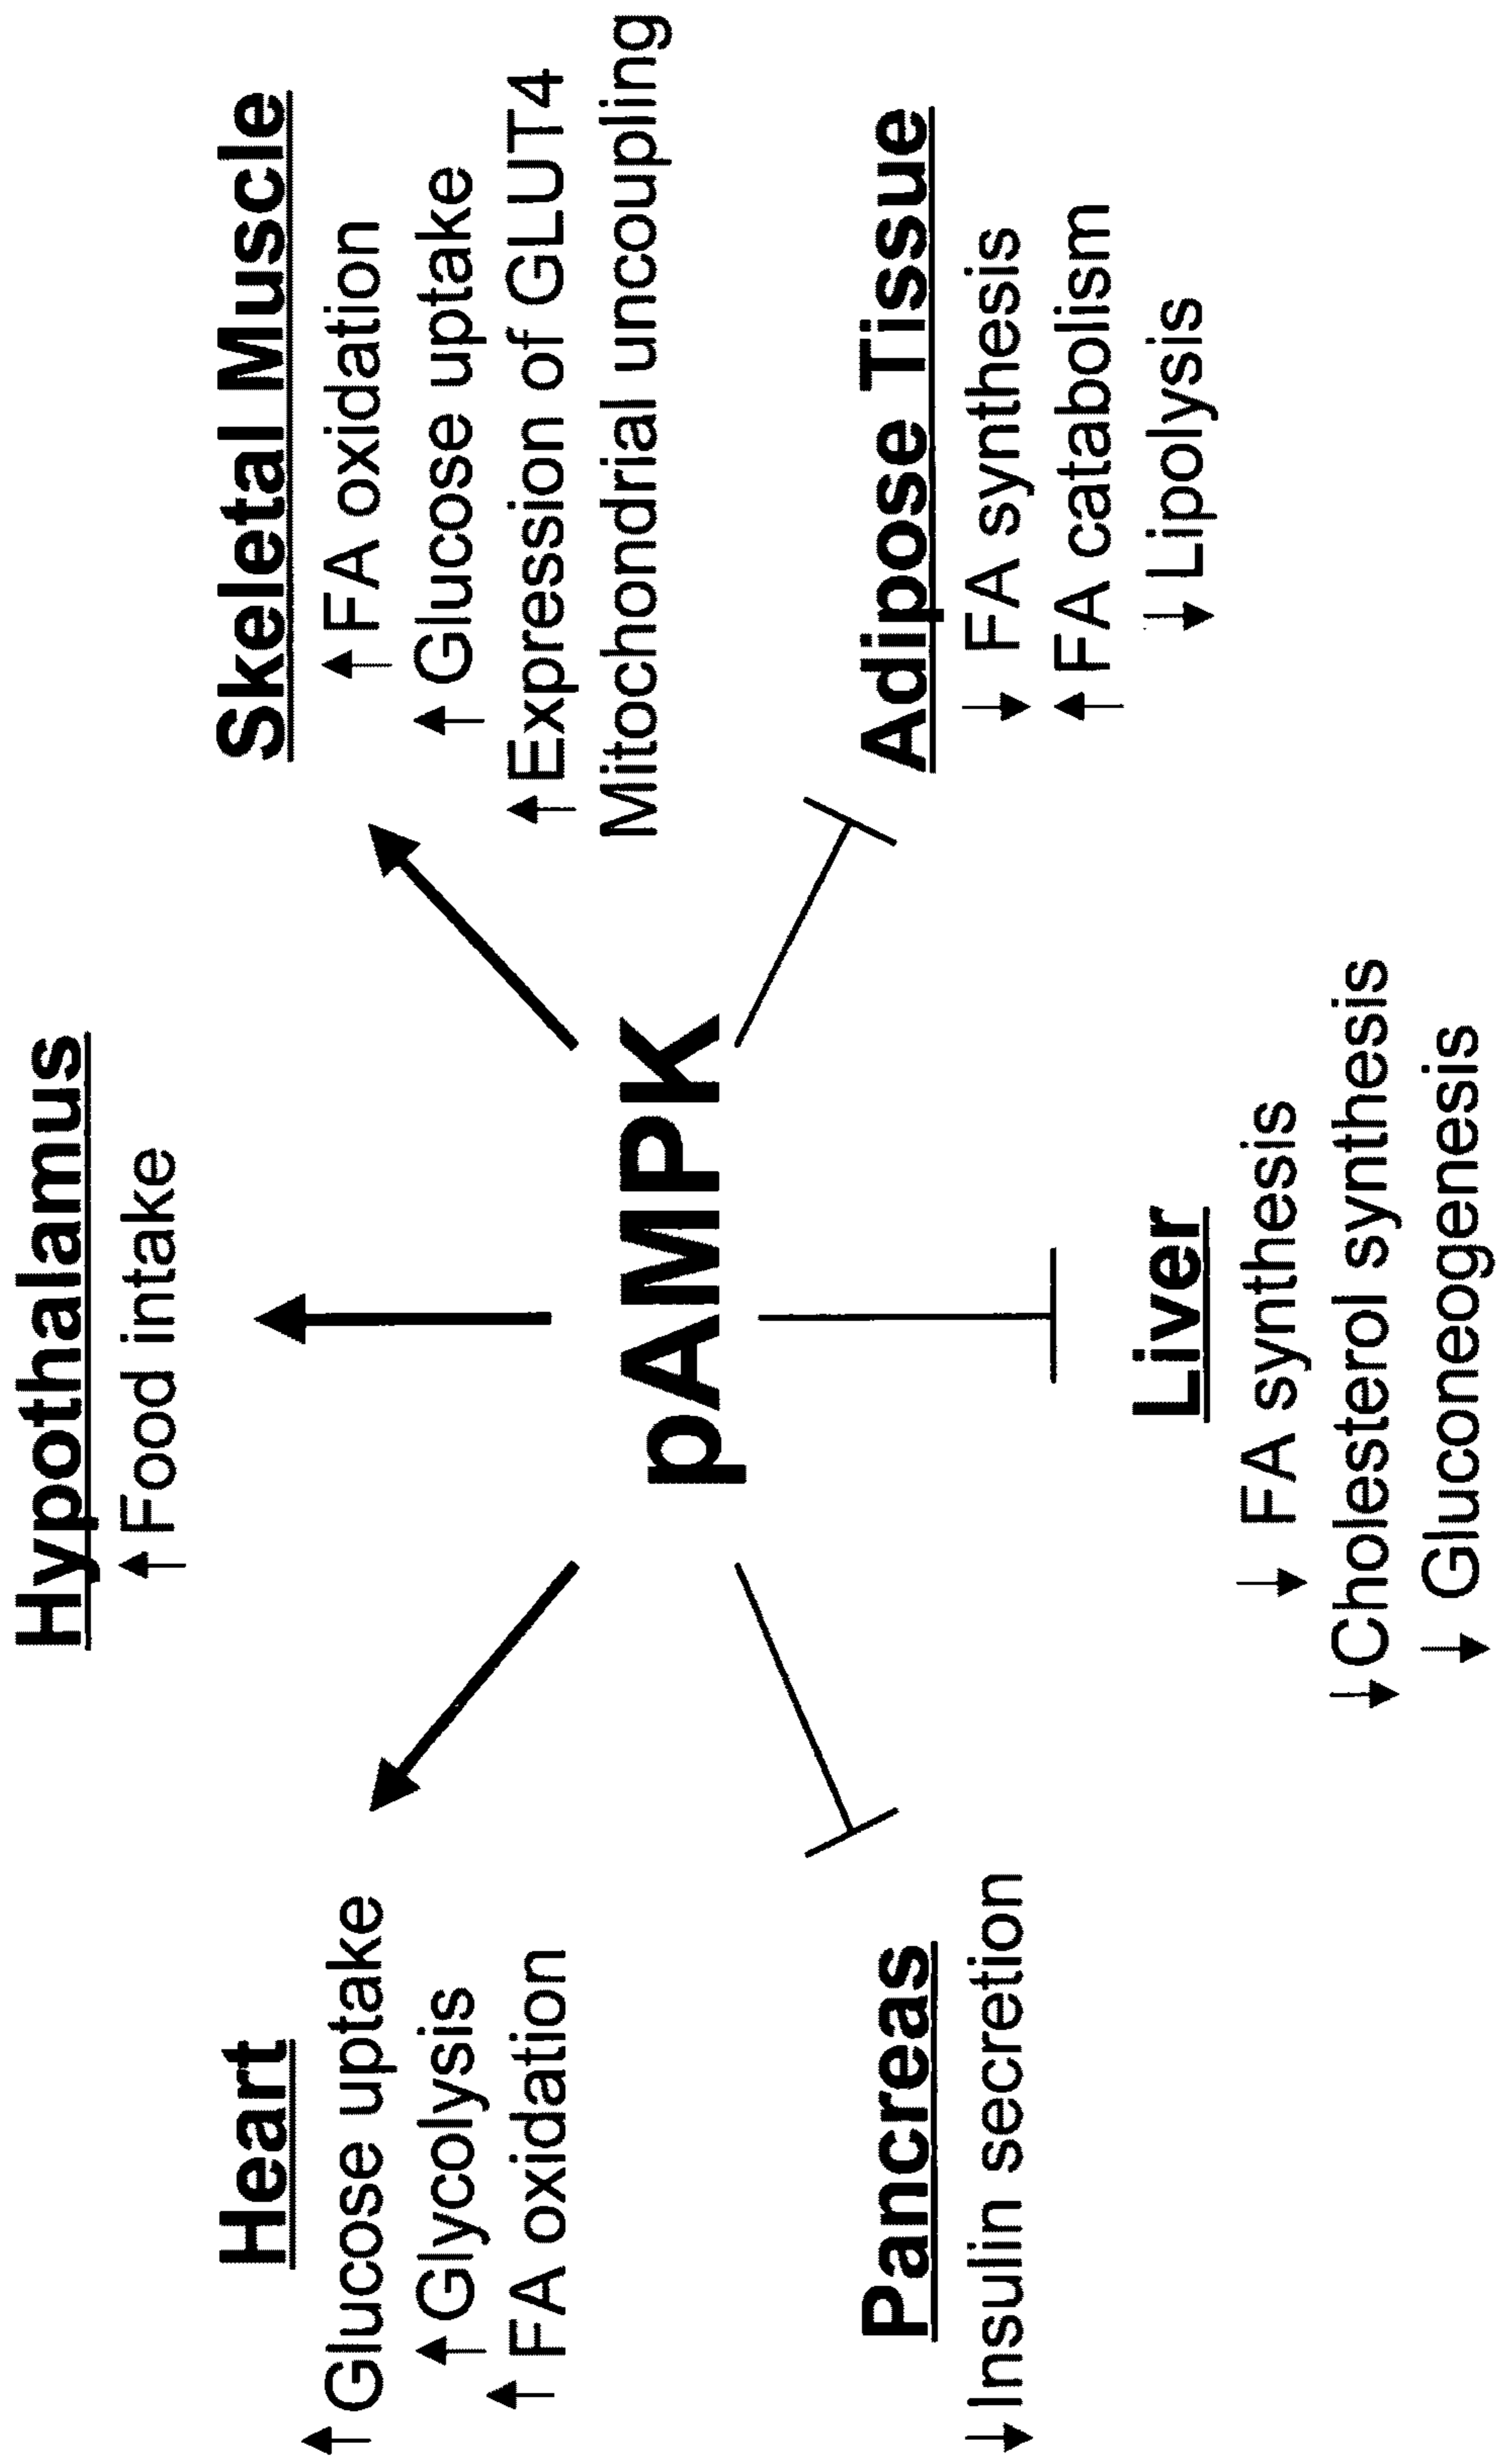 Hypothalamus
↑Food intake
Heart
↑Glucose uptake
↑Glycolysis
↑FA oxidation
Skeletal Muscle
↑FA oxidation
↑Glucose uptake
↑Expression of GLUT4
Mitochondrial uncoupling
pAMPK
Pancreas
↓Insulin secretion
Liver
↓ FA synthesis
↓Cholesterol synthesis
↓ Gluconeogenesis
Adipose Tissue
↓ FA synthesis
↑FA catabolism
↓ Lipolysis